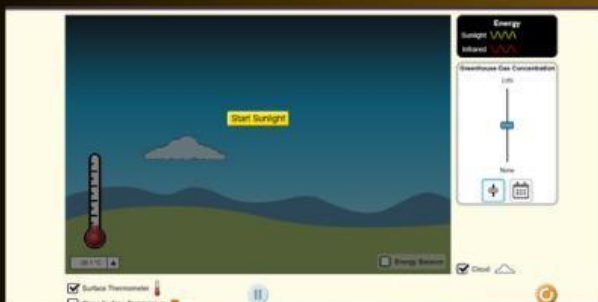 Energy
Sunlight
Infrared
Greenhouse Gas Concentration
Lots
Start Sunlight
None
Energy Balance
Cloud
Surface Thermometer